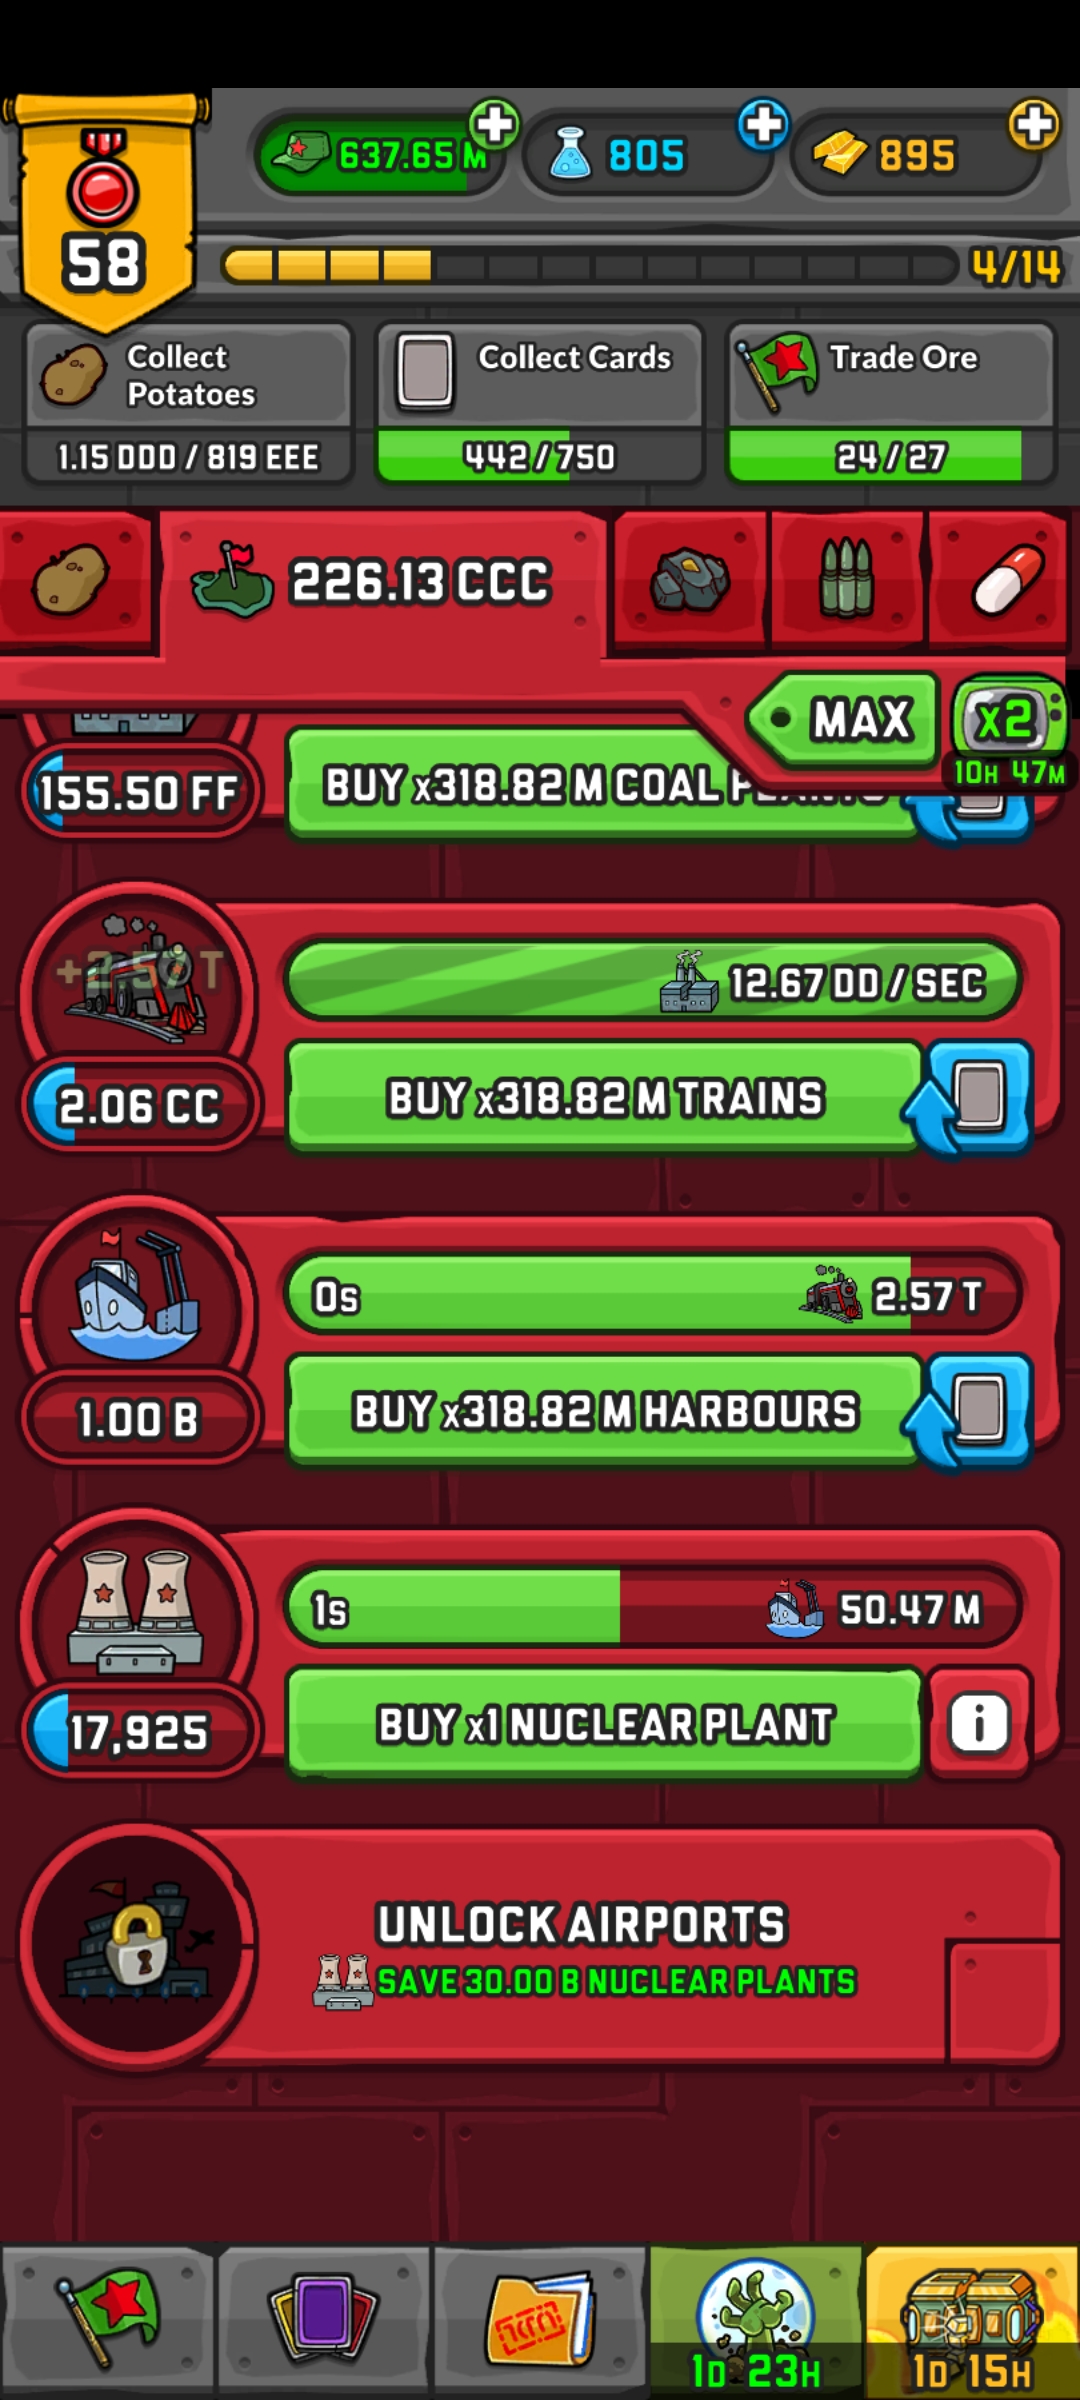 637.65 M
805
895
58
4/14
Collect Potatoes
Collect Cards
Trade Ore
1.15 DDD / 819 EEE
442/750
24/27
226.13 CCC
MAX
x2
10H 47M
155.50 FF
BUY x318.82 M COAL PLANTS
+2.57 T
12.67 DD / SEC
2.06 CC
BUY x318.82 M TRAINS
0s
2.57 T
1.00 B
BUY x318.82 M HARBOURS
1s
50.47 M
17,925
BUY x1 NUCLEAR PLANT
i
UNLOCK AIRPORTS
SAVE 30.00 B NUCLEAR PLANTS
1D 23H
1D 15H